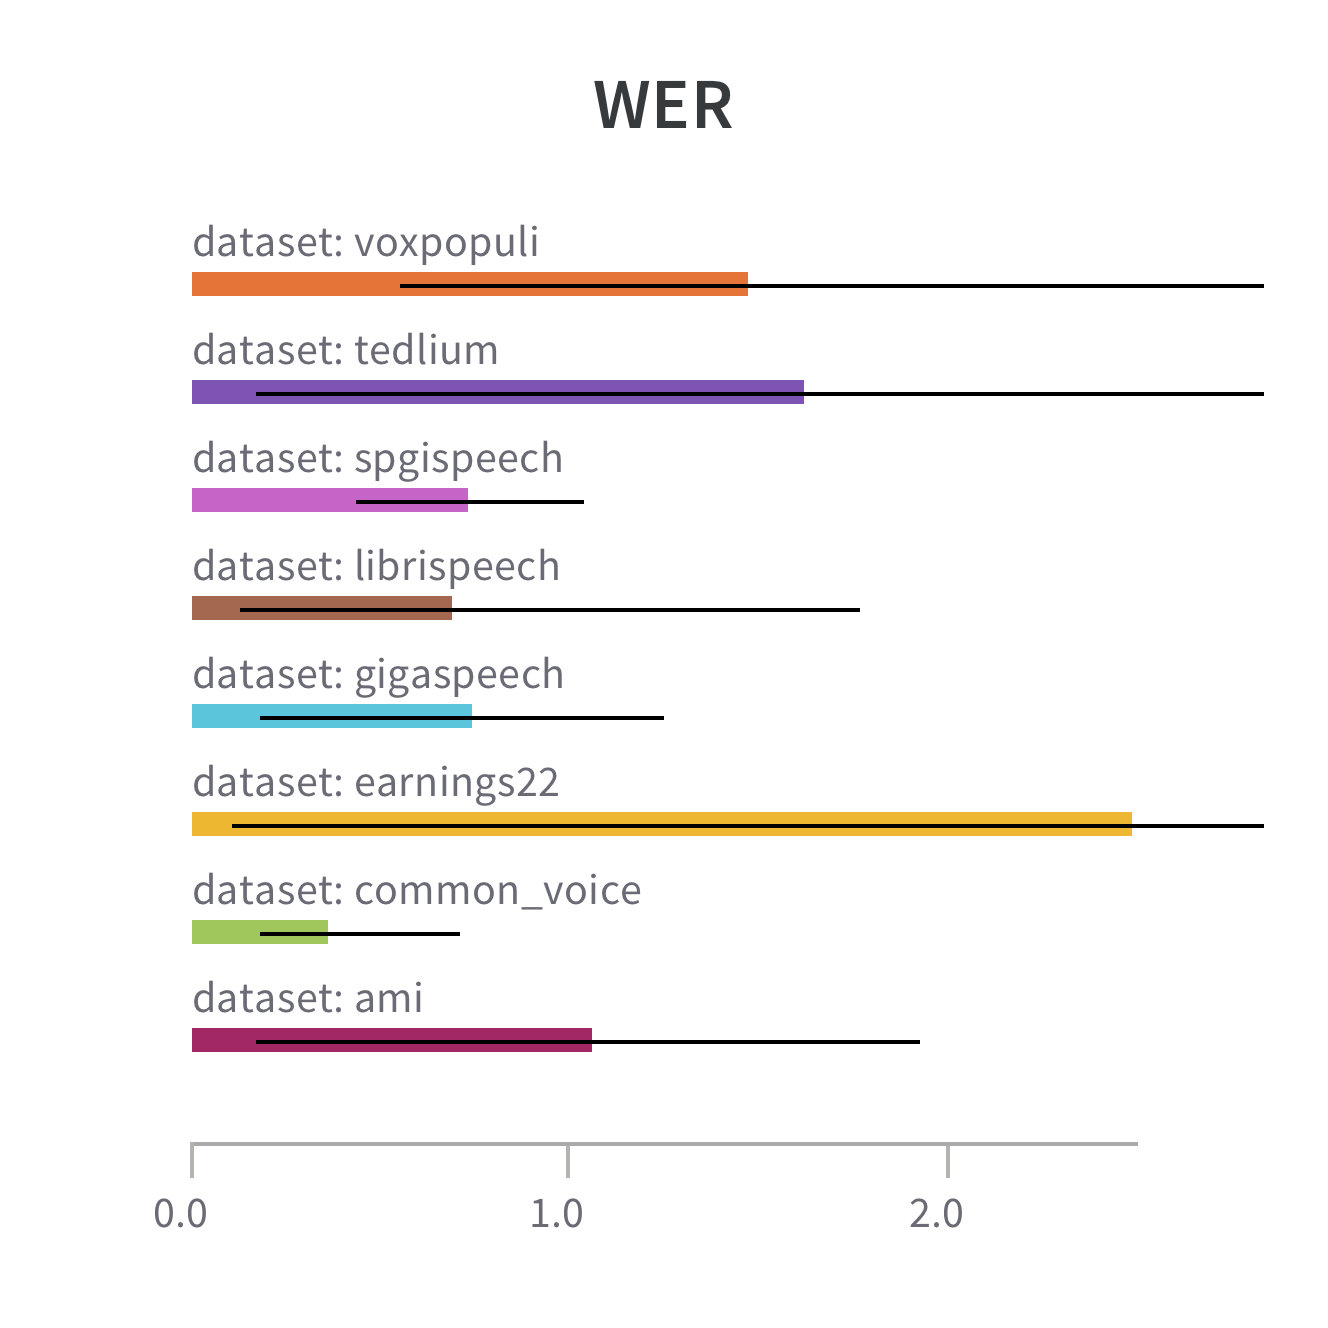 WER
dataset: voxpopuli
dataset: tedlium
dataset: spgispeech
dataset: librispeech
dataset: gigaspeech
dataset: earnings22
dataset: common_voice
dataset: ami
0.0 1.0 2.0